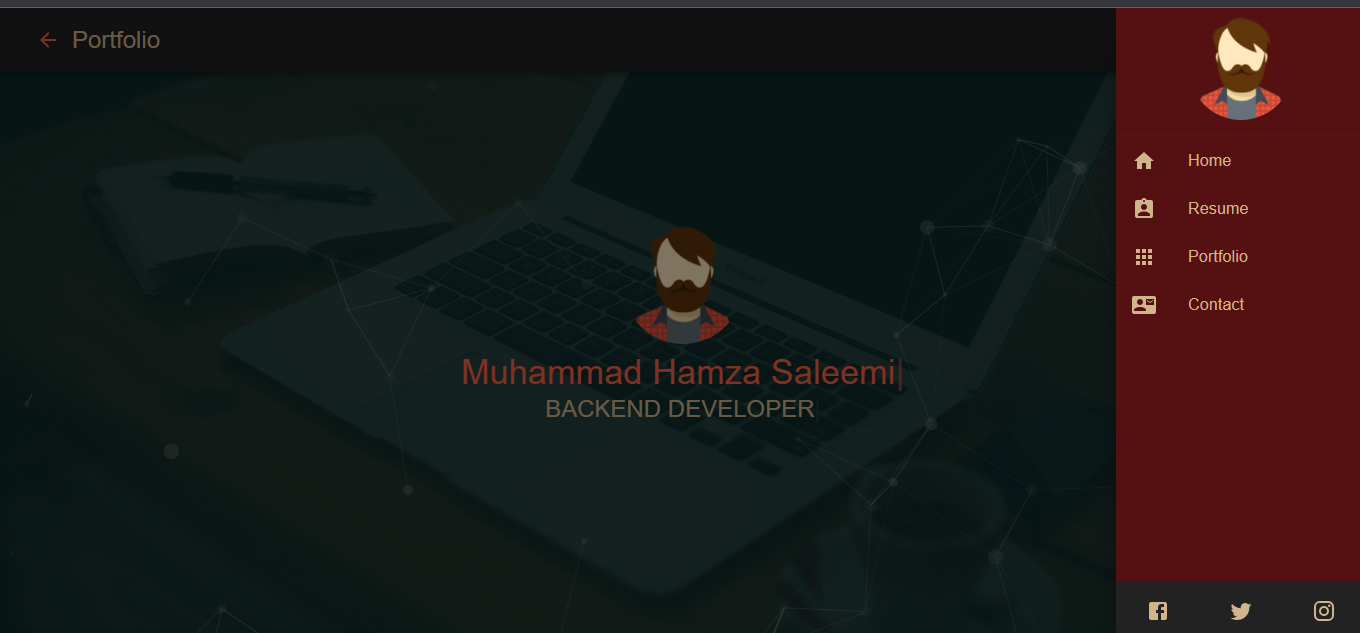 Portfolio
Muhammad Hamza Saleemi|
BACKEND DEVELOPER
Home
Resume
Portfolio
Contact